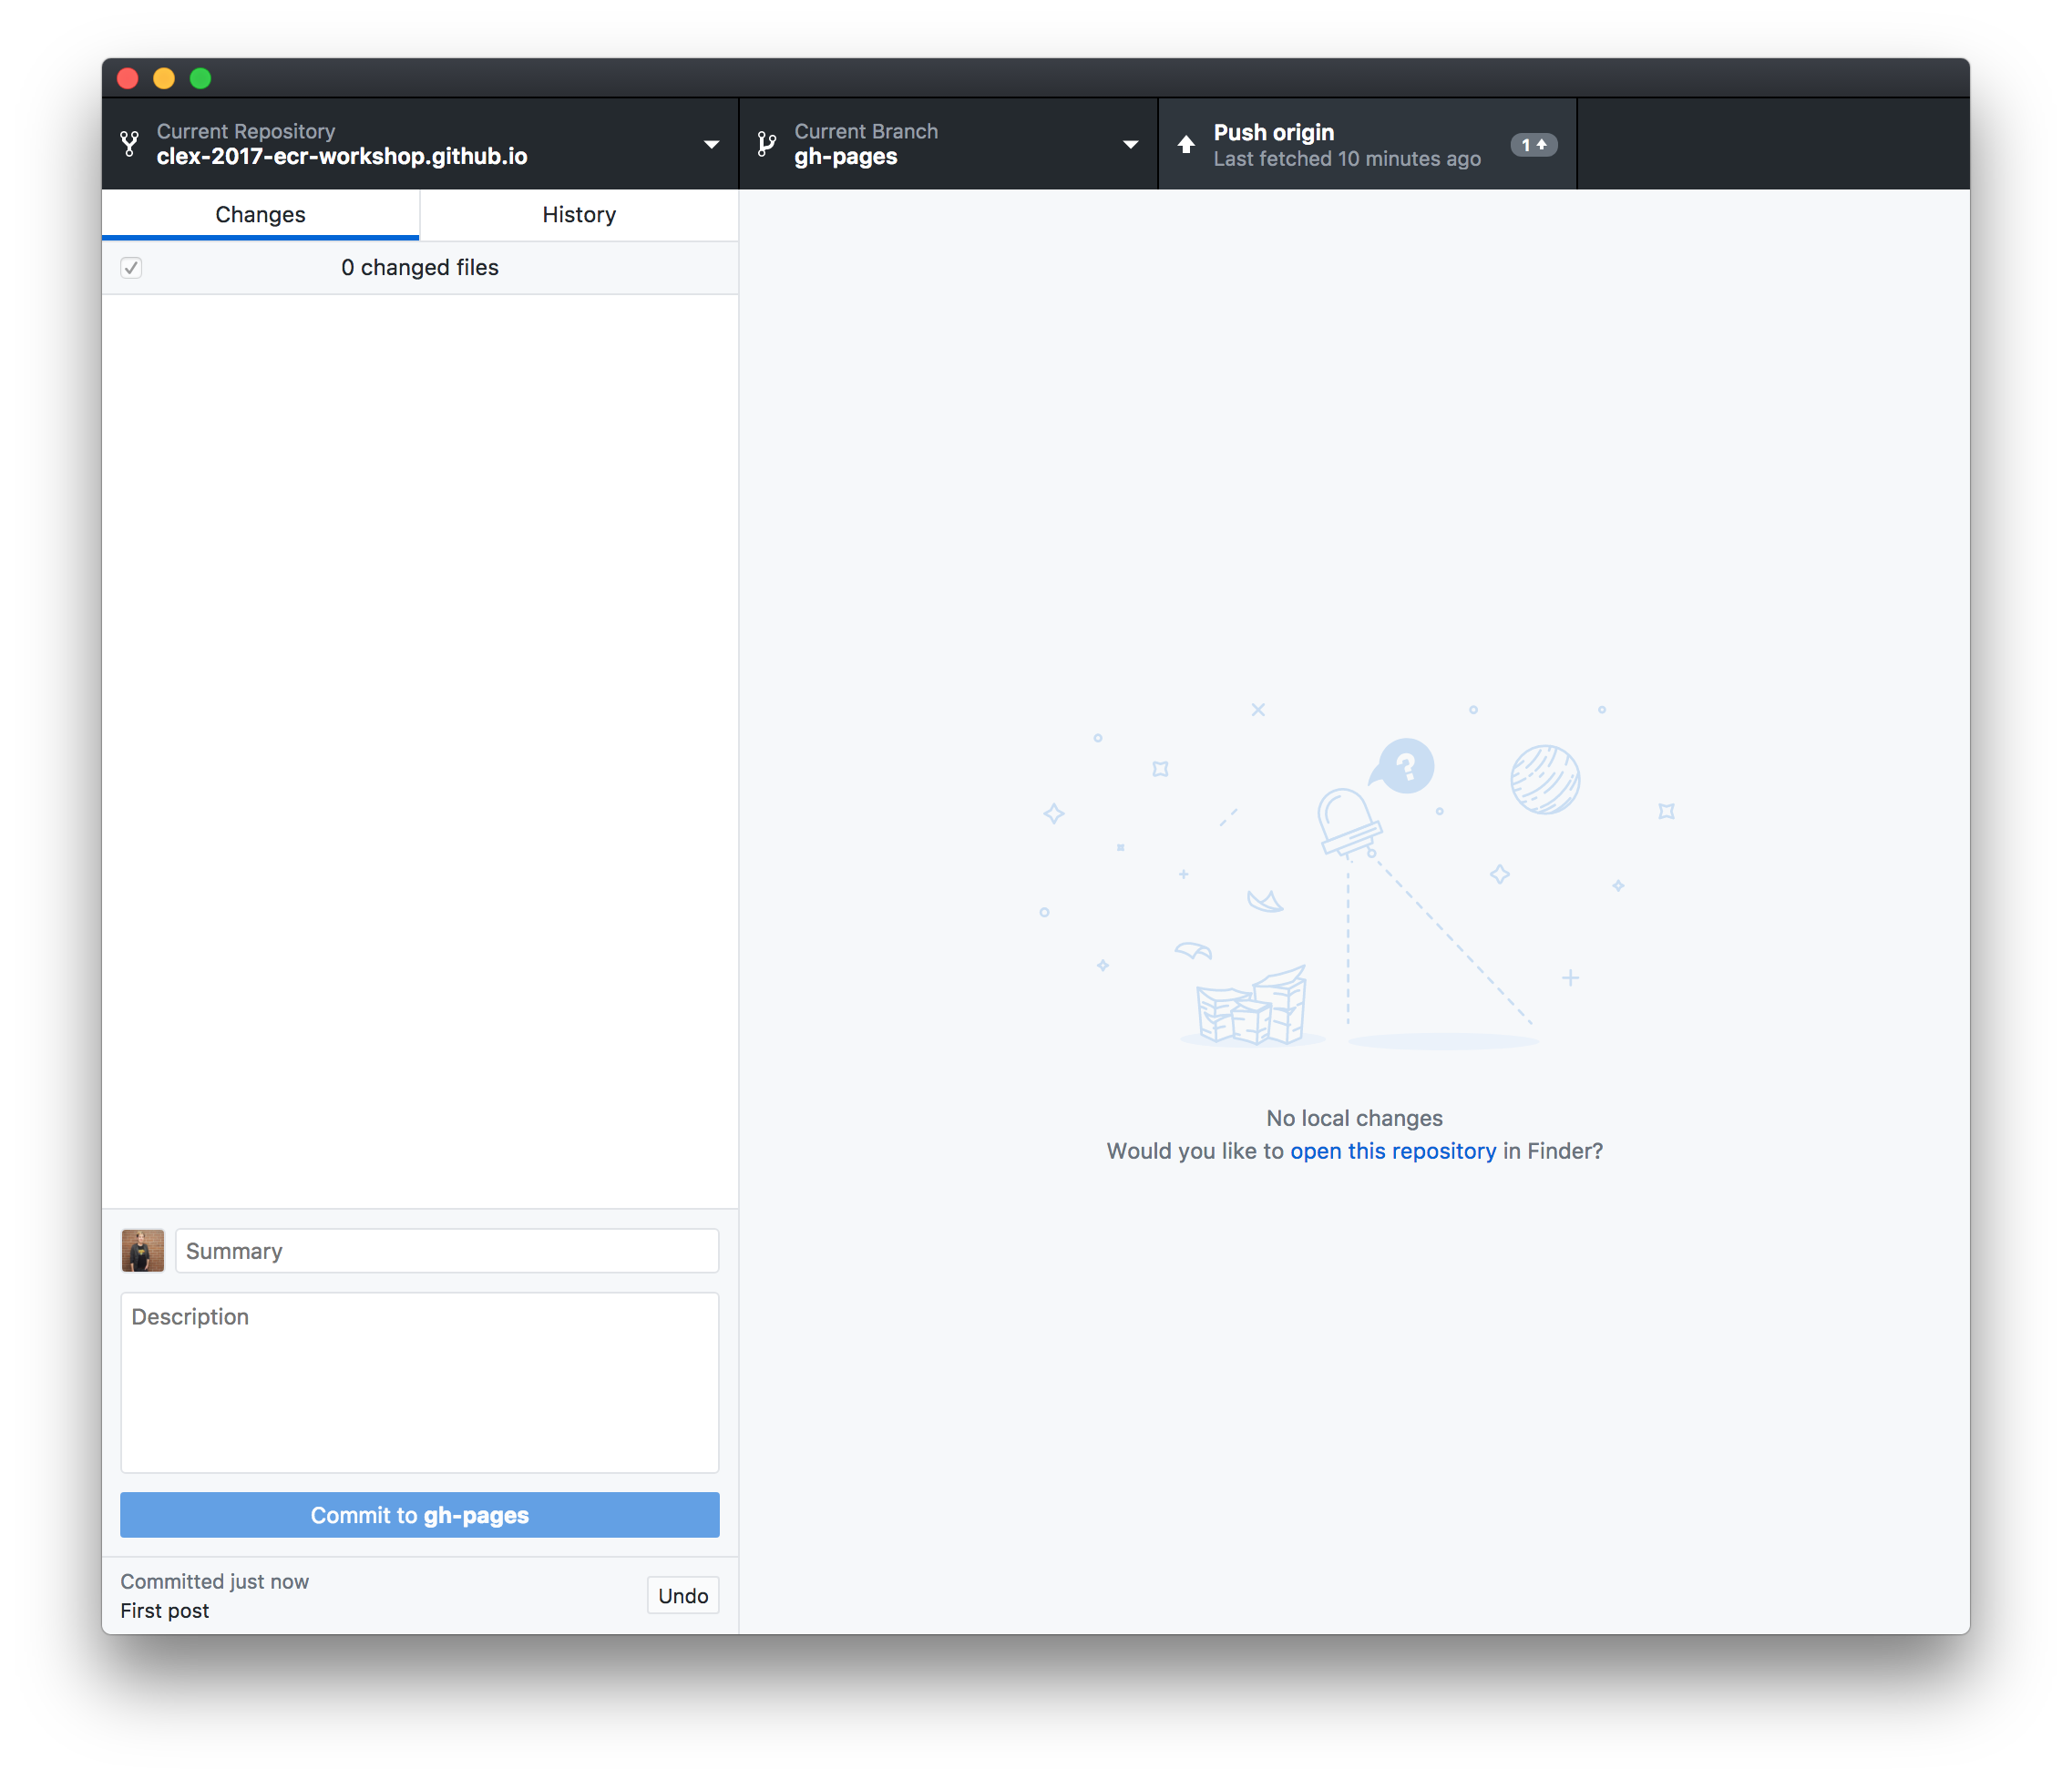 Current Repository
clex-2017-ecr-workshop.github.io
Current Branch
gh-pages
Push origin
Last fetched 10 minutes ago
1
Changes
History
0 changed files
?
No local changes
Would you like to open this repository in Finder?
Summary
Description
Commit to gh-pages
Committed just now
First post
Undo